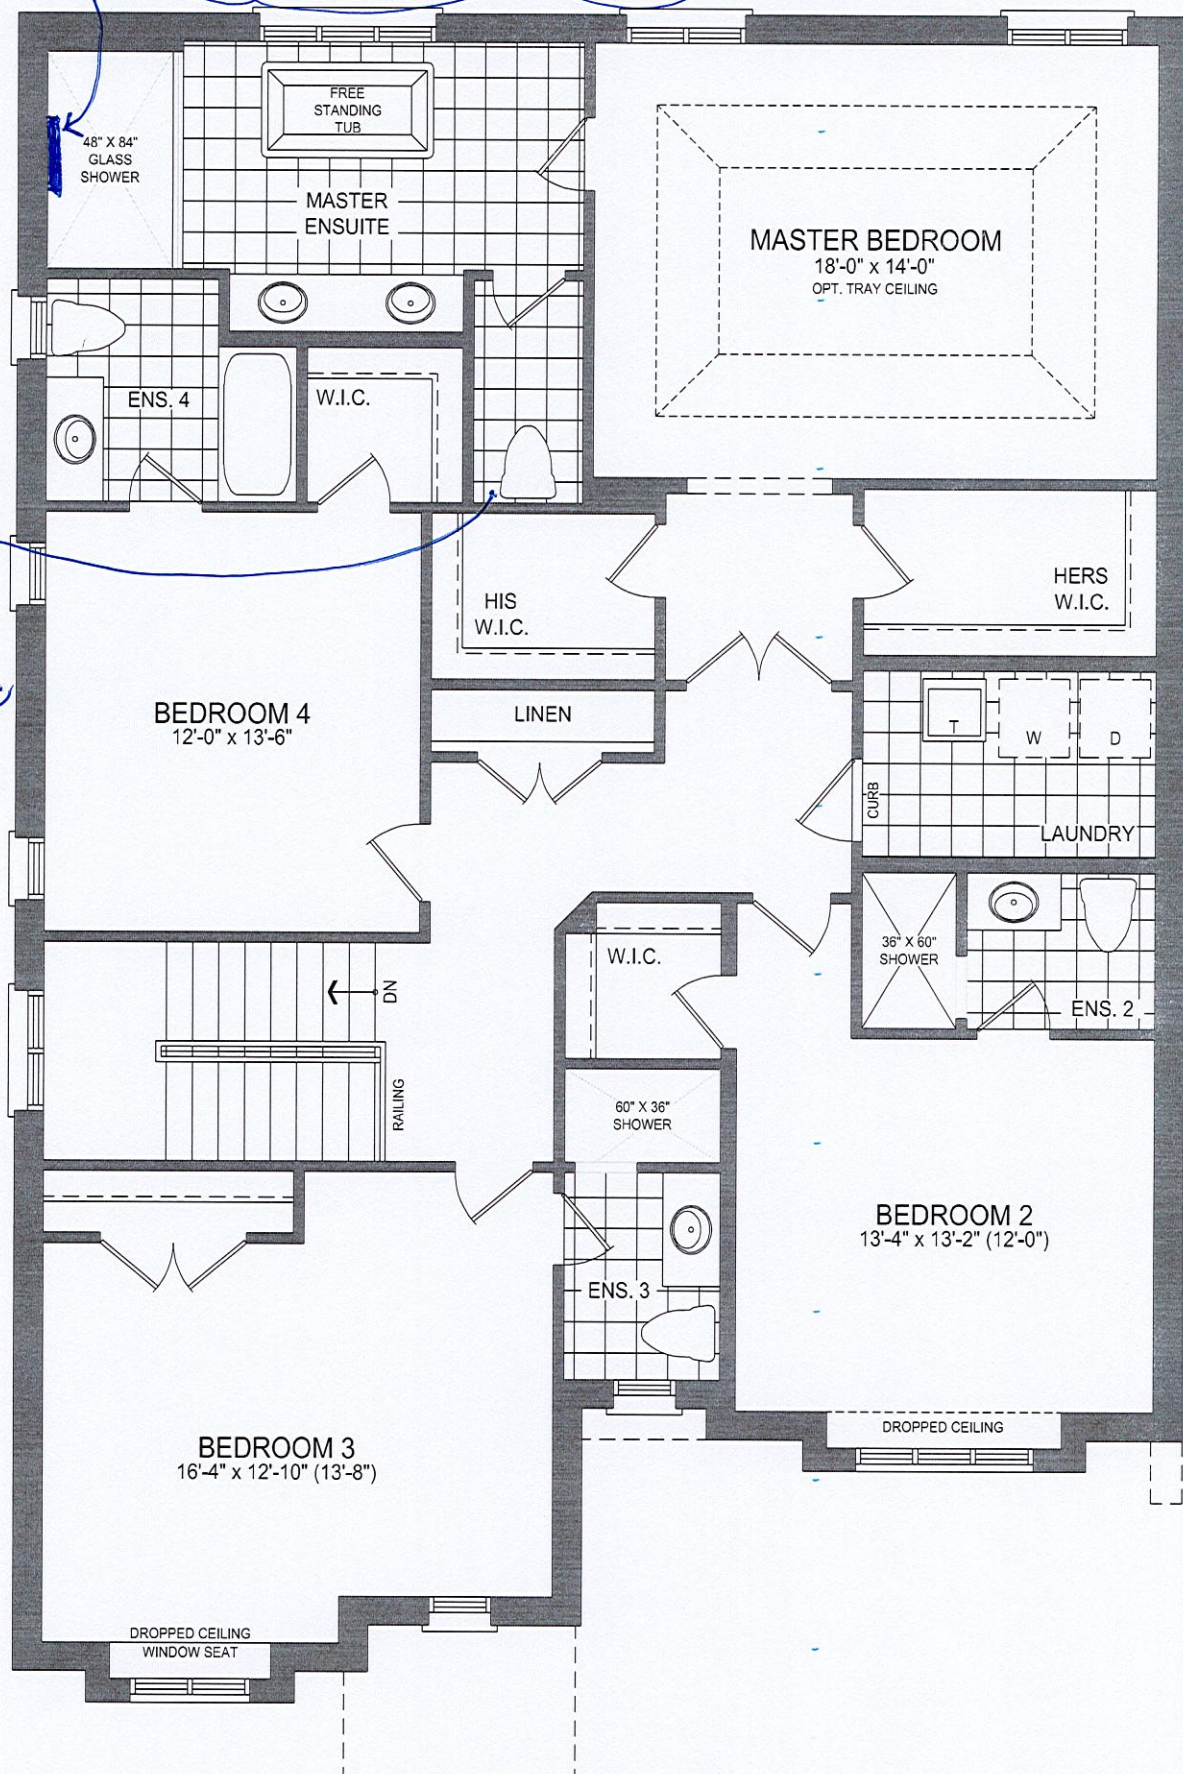 FREE
STANDING
TUB
48" X 84"
GLASS
SHOWER
MASTER
ENSUITE
MASTER BEDROOM
18'-0" x 14'-0"
OPT. TRAY CEILING
ENS. 4
W.I.C.
HIS
W.I.C.
HERS
W.I.C.
BEDROOM 4
12'-0" x 13'-6"
LINEN
T
W
D
CURB
LAUNDRY
W.I.C.
36" X 60"
SHOWER
ENS. 2
DN
RAILING
60" X 36"
SHOWER
ENS. 3
BEDROOM 2
13'-4" x 13'-2" (12'-0")
DROPPED CEILING
BEDROOM 3
16'-4" x 12'-10" (13'-8")
DROPPED CEILING
WINDOW SEAT